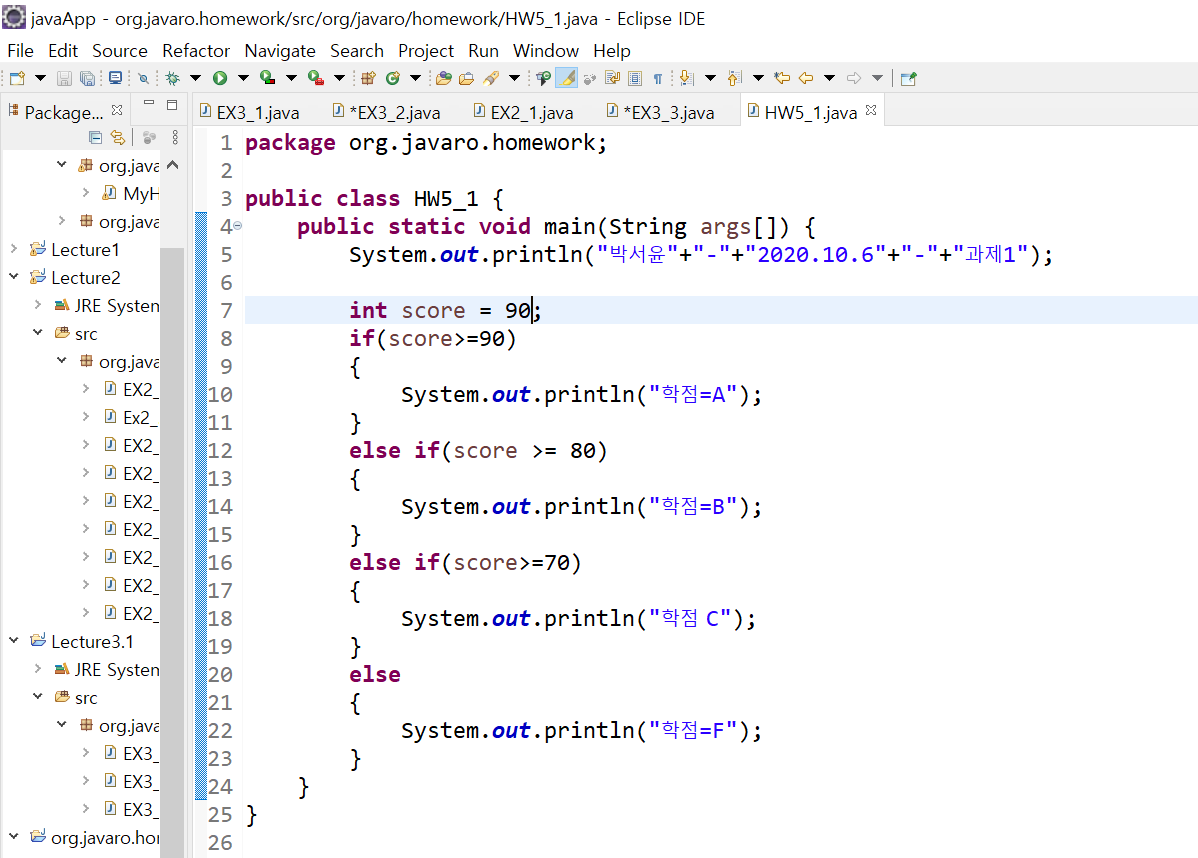 javaApp - org.javaro.homework/src/org/javaro/homework/HW5_1.java - Eclipse IDE
File Edit Source Refactor Navigate Search Project Run Window Help
Package...
EX3_1.java *EX3_2.java EX2_1.java *EX3_3.java HW5_1.java
org.java
MyH
org.java
Lecture1
Lecture2
JRE System
src
org.java
EX2_
Ex2_
EX2_
EX2_
EX2_
EX2_
EX2_
EX2_
EX2_
Lecture3.1
JRE System
src
org.java
EX3_
EX3_
EX3_
org.javaro.hor
1 package org.javaro.homework;
2
3 public class HW5_1 {
4 public static void main(String args[]) {
5 System.out.println("박서윤"+"-"+"2020.10.6"+"-"+"과제1");
6
7 int score = 90;
8 if(score>=90)
9 {
10 System.out.println("학점=A");
11 }
12 else if(score >= 80)
13 {
14 System.out.println("학점=B");
15 }
16 else if(score>=70)
17 {
18 System.out.println("학점 C");
19 }
20 else
21 {
22 System.out.println("학점=F");
23 }
24 }
25 }
26